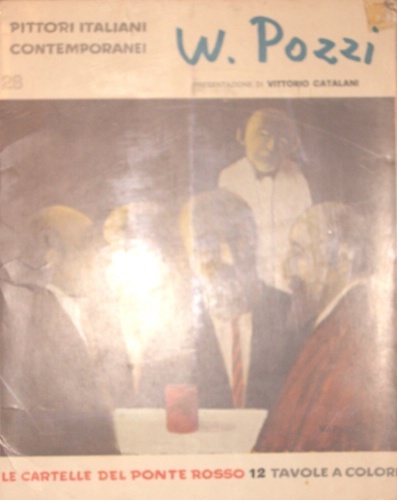 PITTORI ITALIANI
CONTEMPORANEI
W. Pozzi
28
PRESENTAZIONE DI VITTORIO CATALANI
LE CARTELLE DEL PONTE ROSSO 12 TAVOLE A COLORI